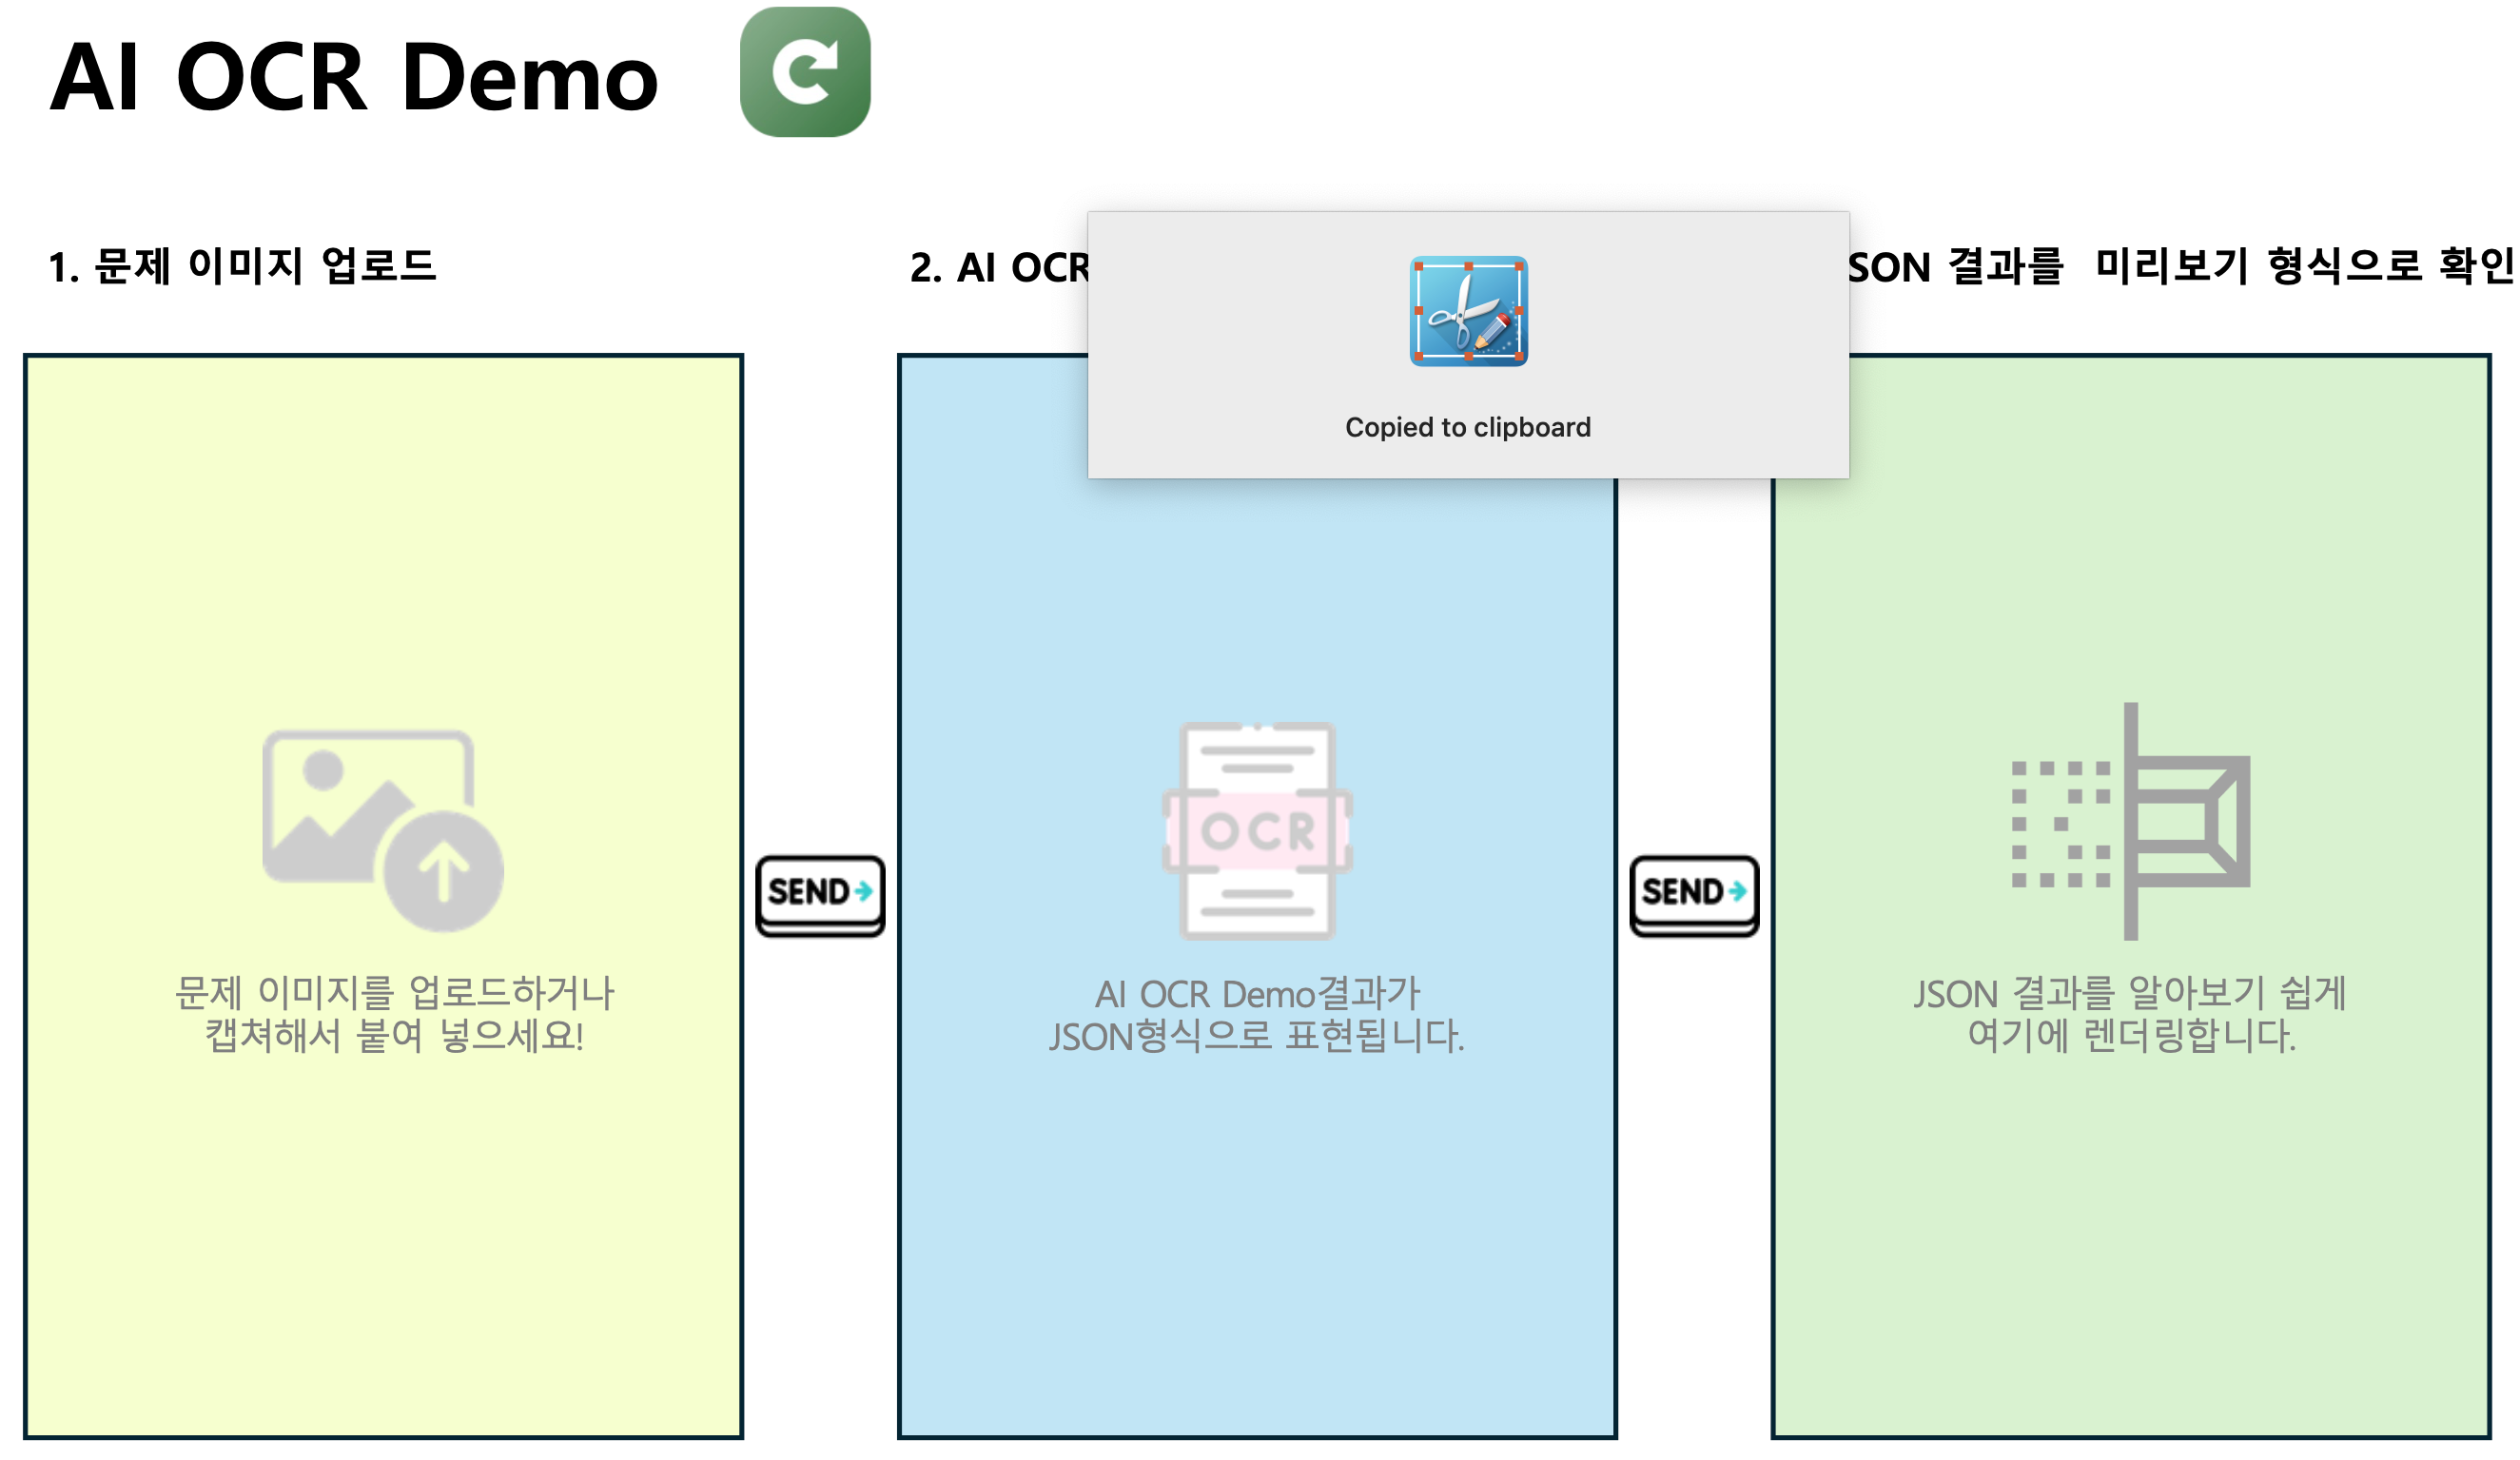 AI OCR Demo
1. 문제 이미지 업로드
2. AI OCR
SON 결과를 미리보기 형식으로 확인
Copied to clipboard
문제 이미지를 업로드하거나
캡쳐해서 붙여 넣으세요!
SEND
OCR
AI OCR Demo결과가
JSON형식으로 표현됩니다.
SEND
JSON 결과를 알아보기 쉽게
여기에 렌더링합니다.